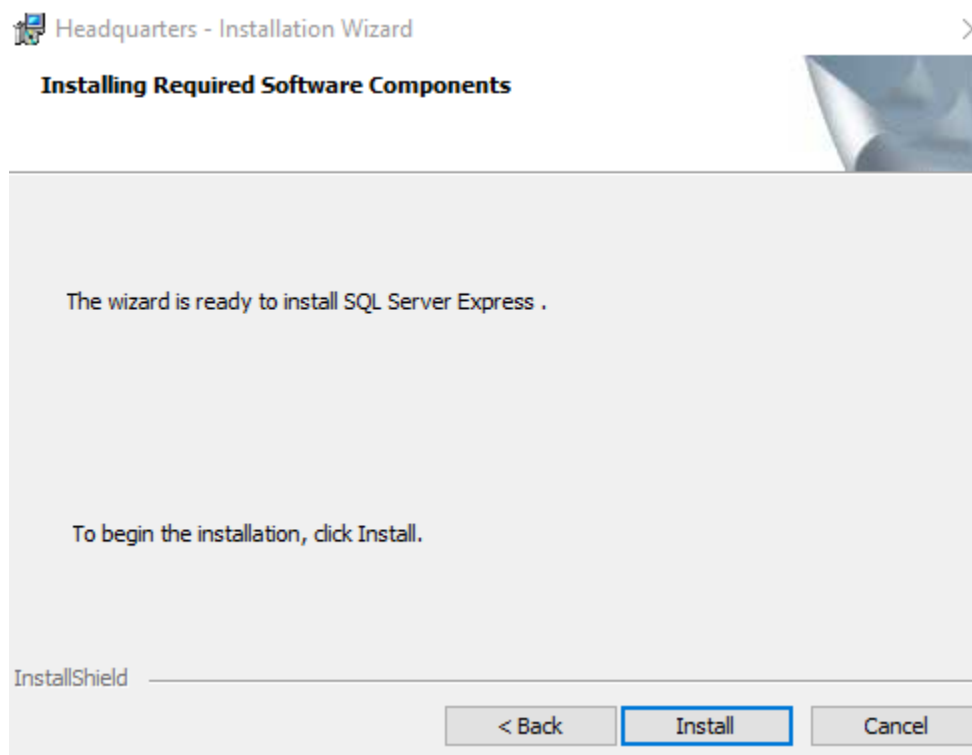 Headquarters - Installation Wizard
Installing Required Software Components
The wizard is ready to install SQL Server Express .
To begin the installation, click Install.
InstallShield
< Back Install Cancel